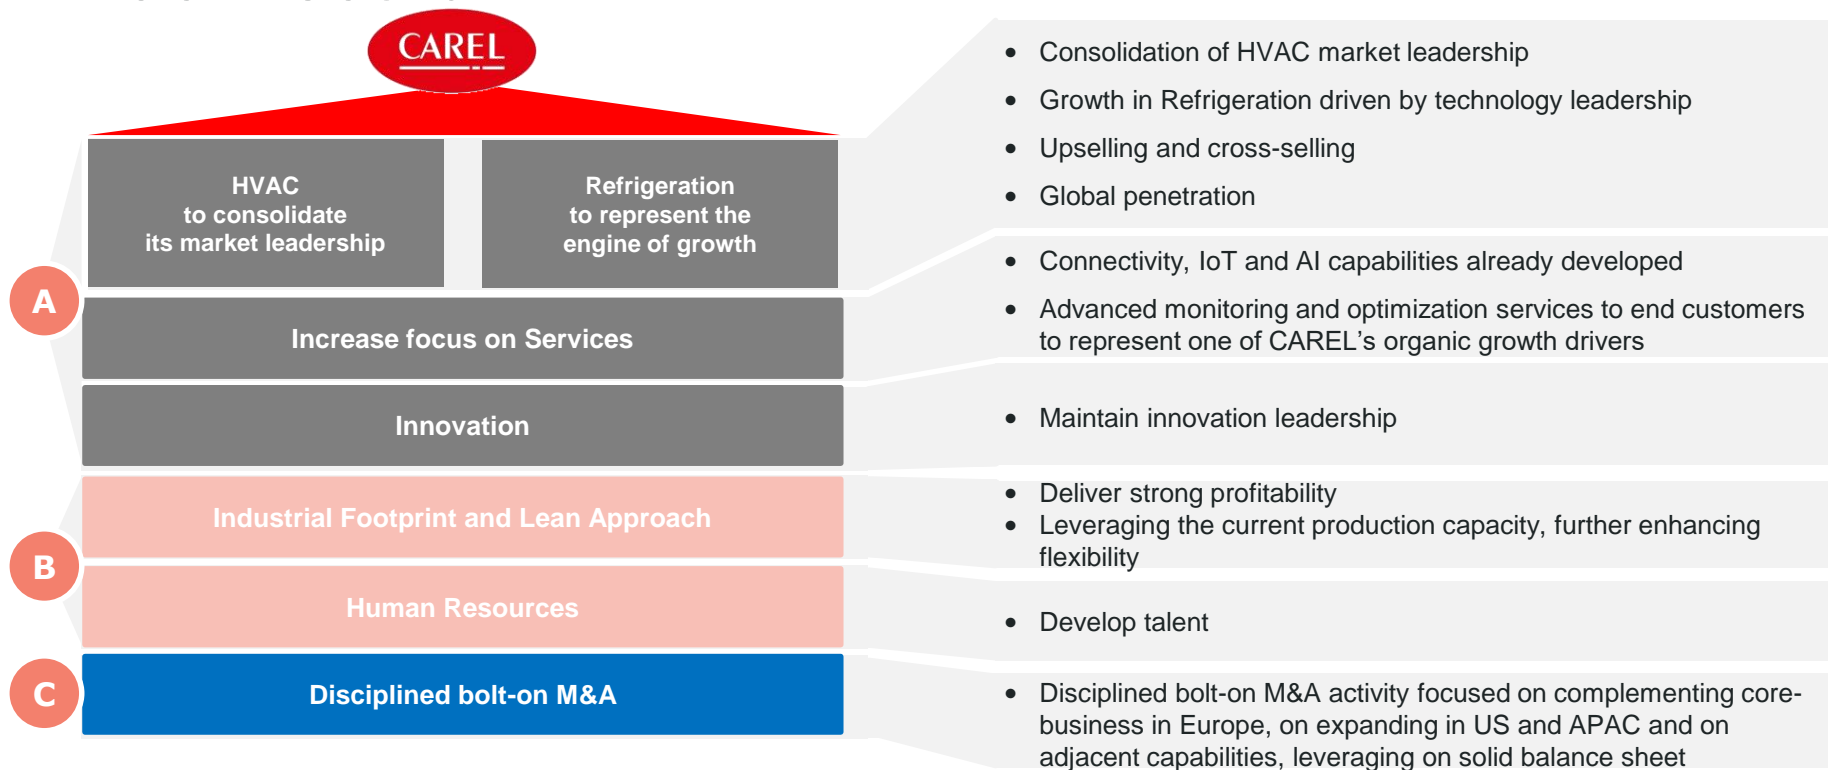 CAREL
HVAC
to consolidate
its market leadership
Refrigeration
to represent the
engine of growth
A
Increase focus on Services
Innovation
B
Industrial Footprint and Lean Approach
Human Resources
C
Disciplined bolt-on M&A
• Consolidation of HVAC market leadership
• Growth in Refrigeration driven by technology leadership
• Upselling and cross-selling
• Global penetration
• Connectivity, IoT and AI capabilities already developed
• Advanced monitoring and optimization services to end customers
to represent one of CAREL’s organic growth drivers
• Maintain innovation leadership
• Deliver strong profitability
• Leveraging the current production capacity, further enhancing
flexibility
• Develop talent
• Disciplined bolt-on M&A activity focused on complementing core-
business in Europe, on expanding in US and APAC and on
adjacent capabilities, leveraging on solid balance sheet